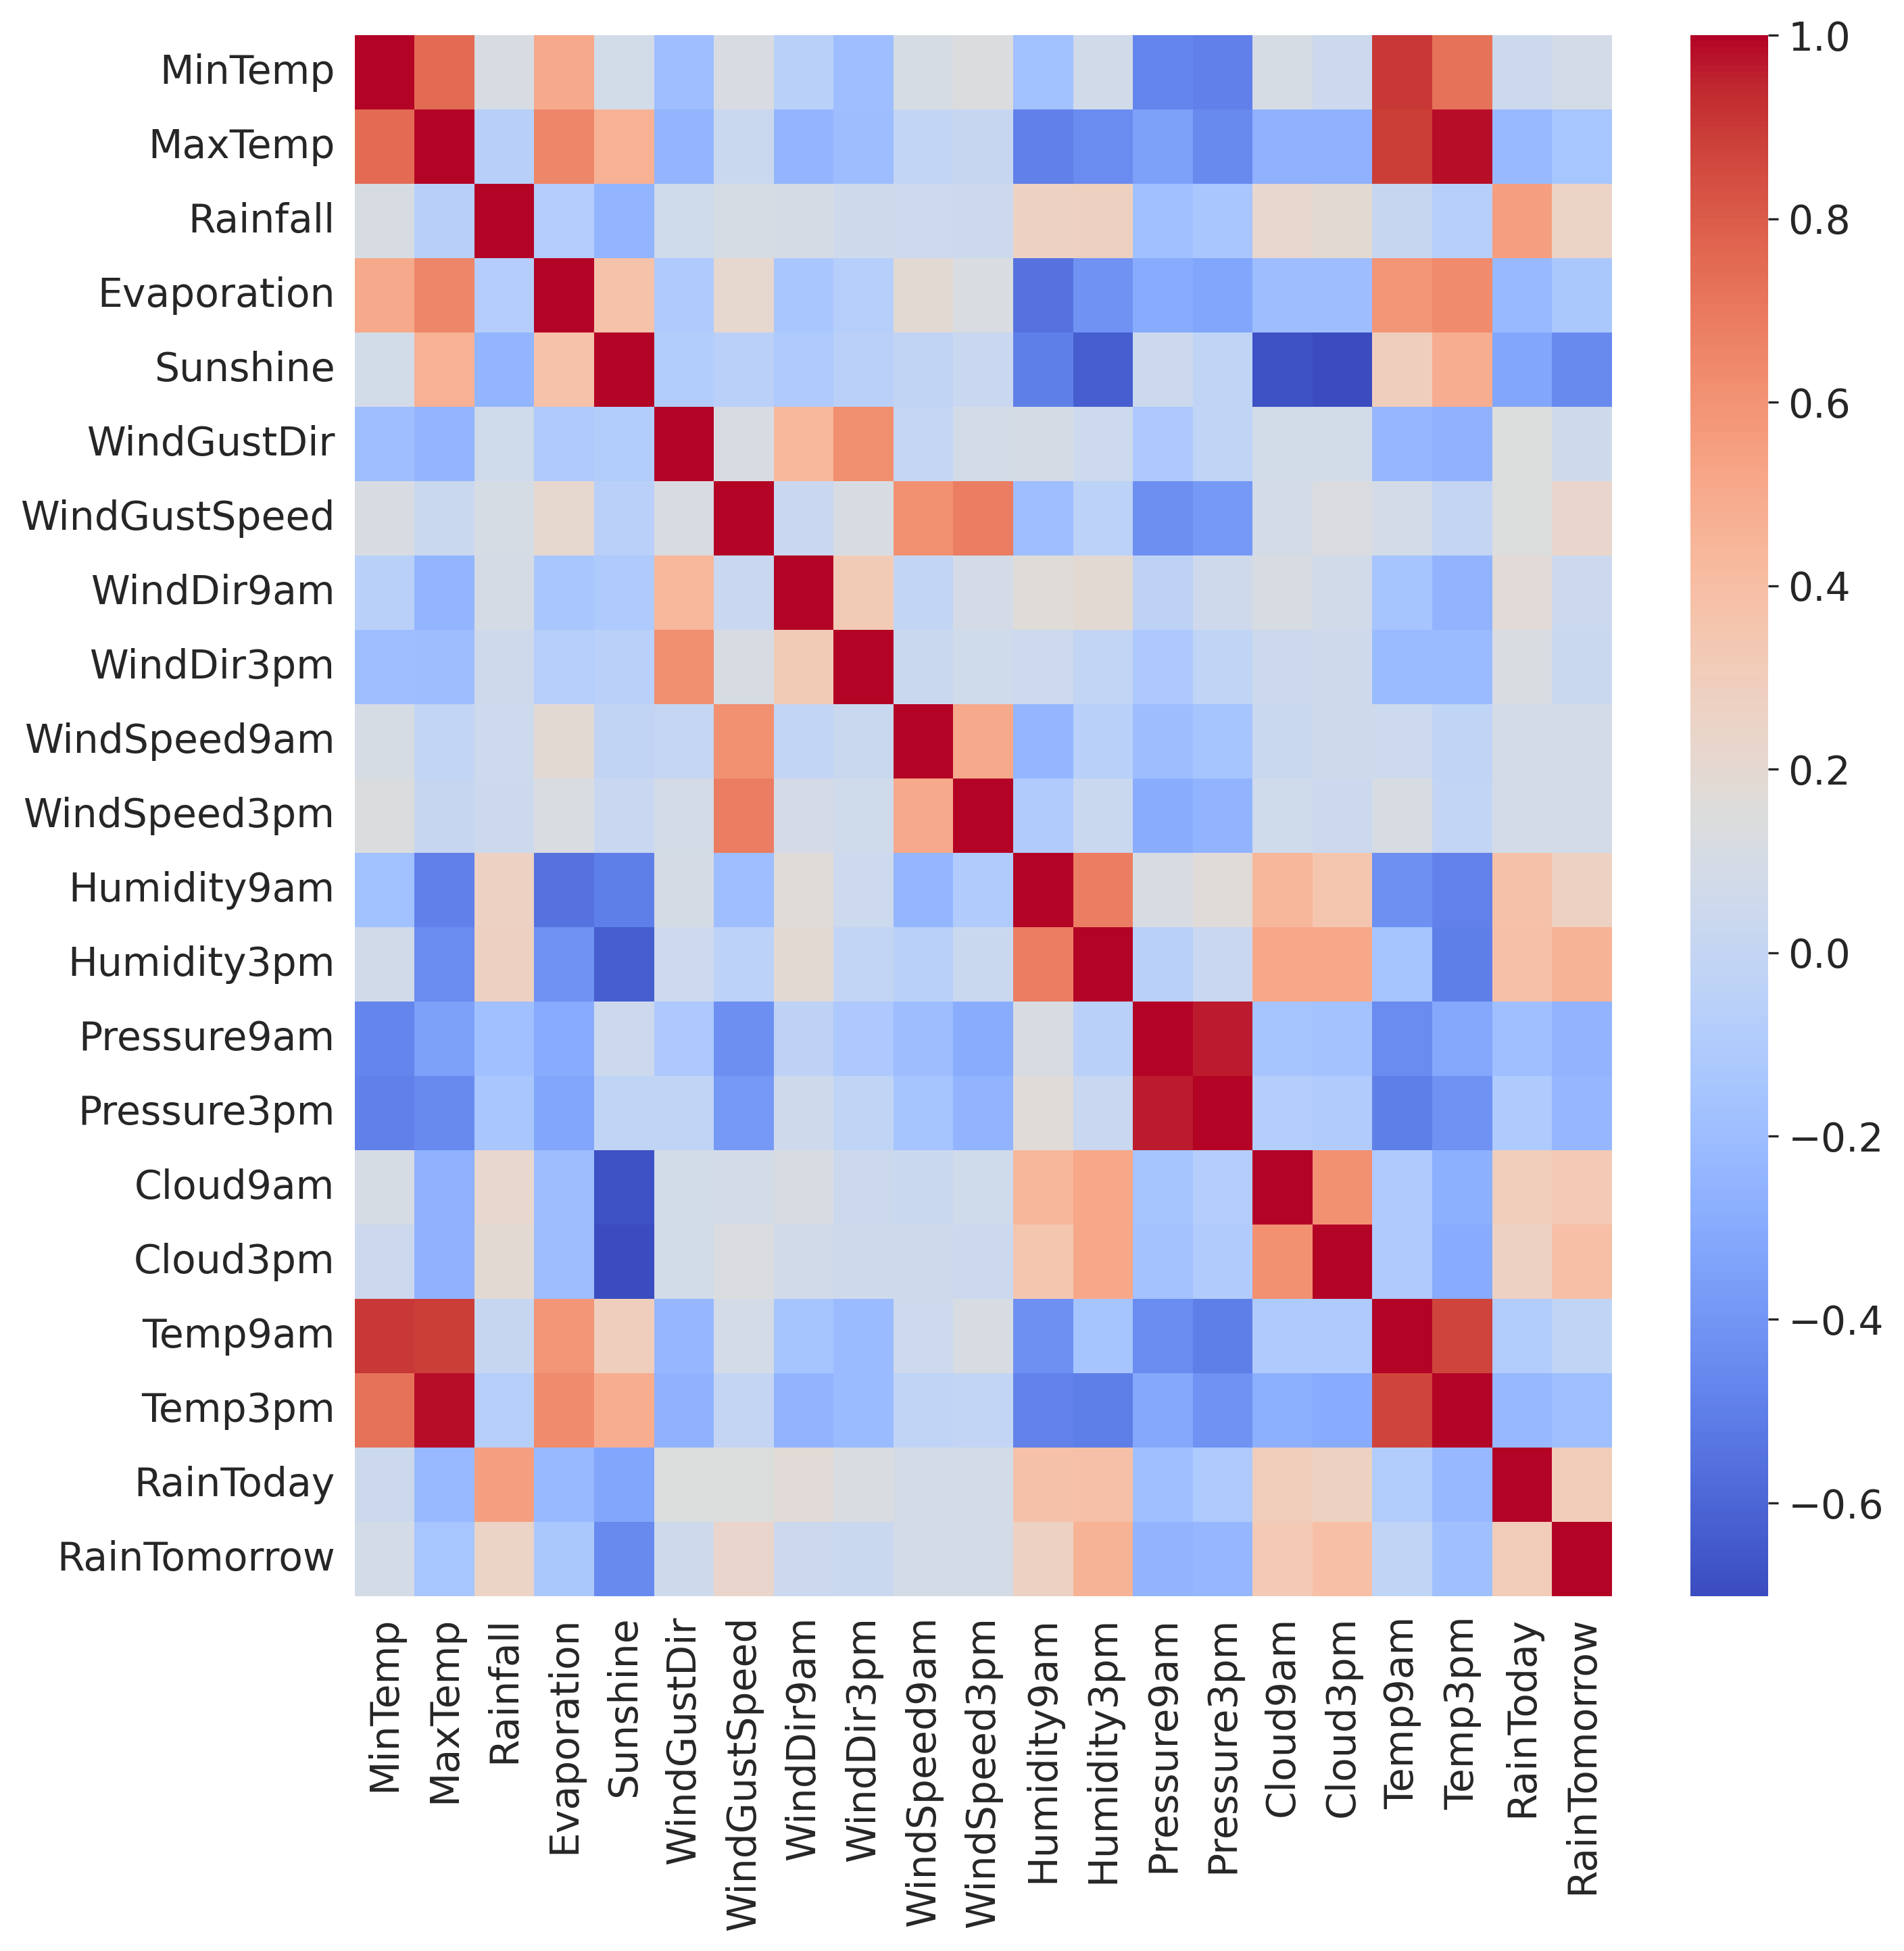 MinTemp
MaxTemp
Rainfall
Evaporation
Sunshine
WindGustDir
WindGustSpeed
WindDir9am
WindDir3pm
WindSpeed9am
WindSpeed3pm
Humidity9am
Humidity3pm
Pressure9am
Pressure3pm
Cloud9am
Cloud3pm
Temp9am
Temp3pm
RainToday
RainTomorrow
MinTemp
MaxTemp
Rainfall
Evaporation
Sunshine
WindGustDir
WindGustSpeed
WindDir9am
WindDir3pm
WindSpeed9am
WindSpeed3pm
Humidity9am
Humidity3pm
Pressure9am
Pressure3pm
Cloud9am
Cloud3pm
Temp9am
Temp3pm
RainToday
RainTomorrow
1.0
0.8
0.6
0.4
0.2
0.0
−0.2
−0.4
−0.6